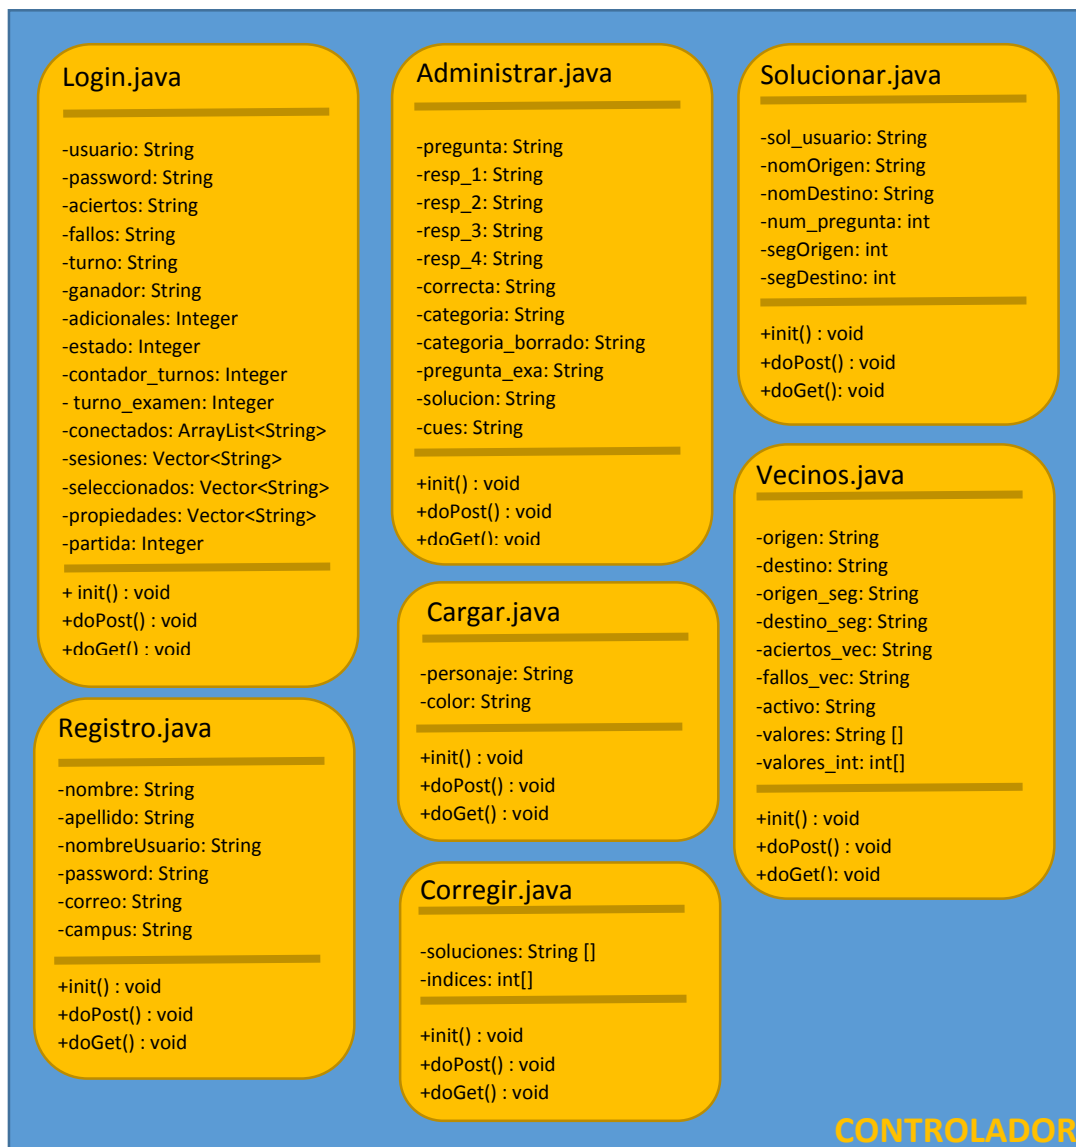 Login.java
-usuario: String
-password: String
-aciertos: String
-fallos: String
-turno: String
-ganador: String
-adicionales: Integer
-estado: Integer
-contador_turnos: Integer
- turno_examen: Integer
-conectados: ArrayList<String>
-sesiones: Vector<String>
-seleccionados: Vector<String>
-propiedades: Vector<String>
-partida: Integer
+ init() : void
+doPost() : void
+doGet() : void
Registro.java
-nombre: String
-apellido: String
-nombreUsuario: String
-password: String
-correo: String
-campus: String
+init() : void
+doPost() : void
+doGet() : void
Administrar.java
-pregunta: String
-resp_1: String
-resp_2: String
-resp_3: String
-resp_4: String
-correcta: String
-categoria: String
-categoria_borrado: String
-pregunta_exa: String
-solucion: String
-cues: String
+init() : void
+doPost() : void
+doGet(): void
Cargar.java
-personaje: String
-color: String
+init() : void
+doPost() : void
+doGet() : void
Corregir.java
-soluciones: String []
-indices: int[]
+init() : void
+doPost() : void
+doGet() : void
Solucionar.java
-sol_usuario: String
-nomOrigen: String
-nomDestino: String
-num_pregunta: int
-segOrigen: int
-segDestino: int
+init() : void
+doPost() : void
+doGet(): void
Vecinos.java
-origen: String
-destino: String
-origen_seg: String
-destino_seg: String
-aciertos_vec: String
-fallos_vec: String
-activo: String
-valores: String []
-valores_int: int[]
+init() : void
+doPost() : void
+doGet(): void
CONTROLADOR